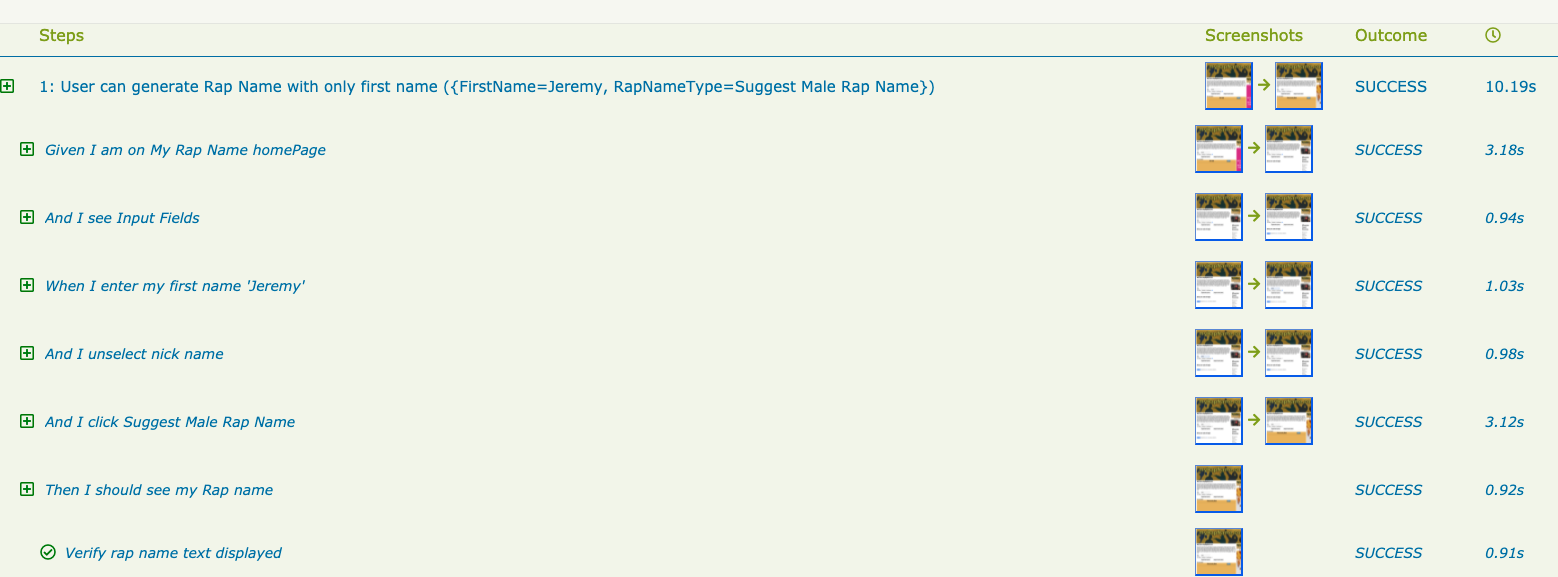 Steps Screenshots Outcome
1: User can generate Rap Name with only first name ({FirstName=Jeremy, RapNameType=Suggest Male Rap Name}) SUCCESS 10.19s
Given I am on My Rap Name homePage SUCCESS 3.18s
And I see Input Fields SUCCESS 0.94s
When I enter my first name 'Jeremy' SUCCESS 1.03s
And I unselect nick name SUCCESS 0.98s
And I click Suggest Male Rap Name SUCCESS 3.12s
Then I should see my Rap name SUCCESS 0.92s
Verify rap name text displayed SUCCESS 0.91s